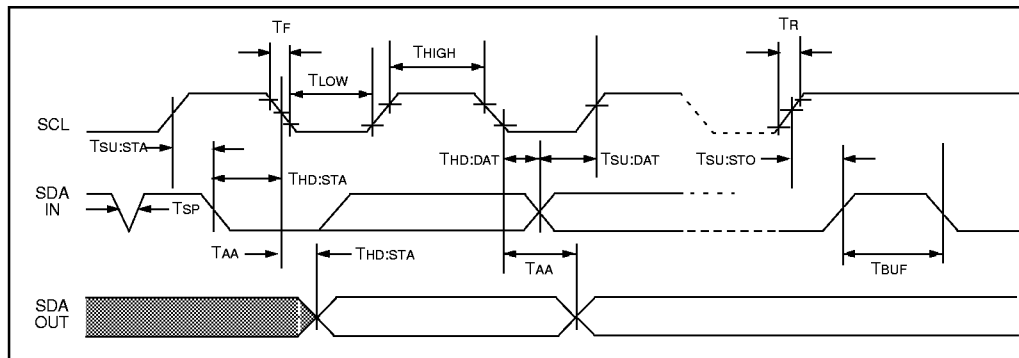 TF
TR
THIGH
TLOW
SCL
TSU:STA
THD:DAT
TSU:DAT
TSU:STO
THD:STA
SDA
IN
TSP
TAA
THD:STA
TAA
TBUF
SDA
OUT